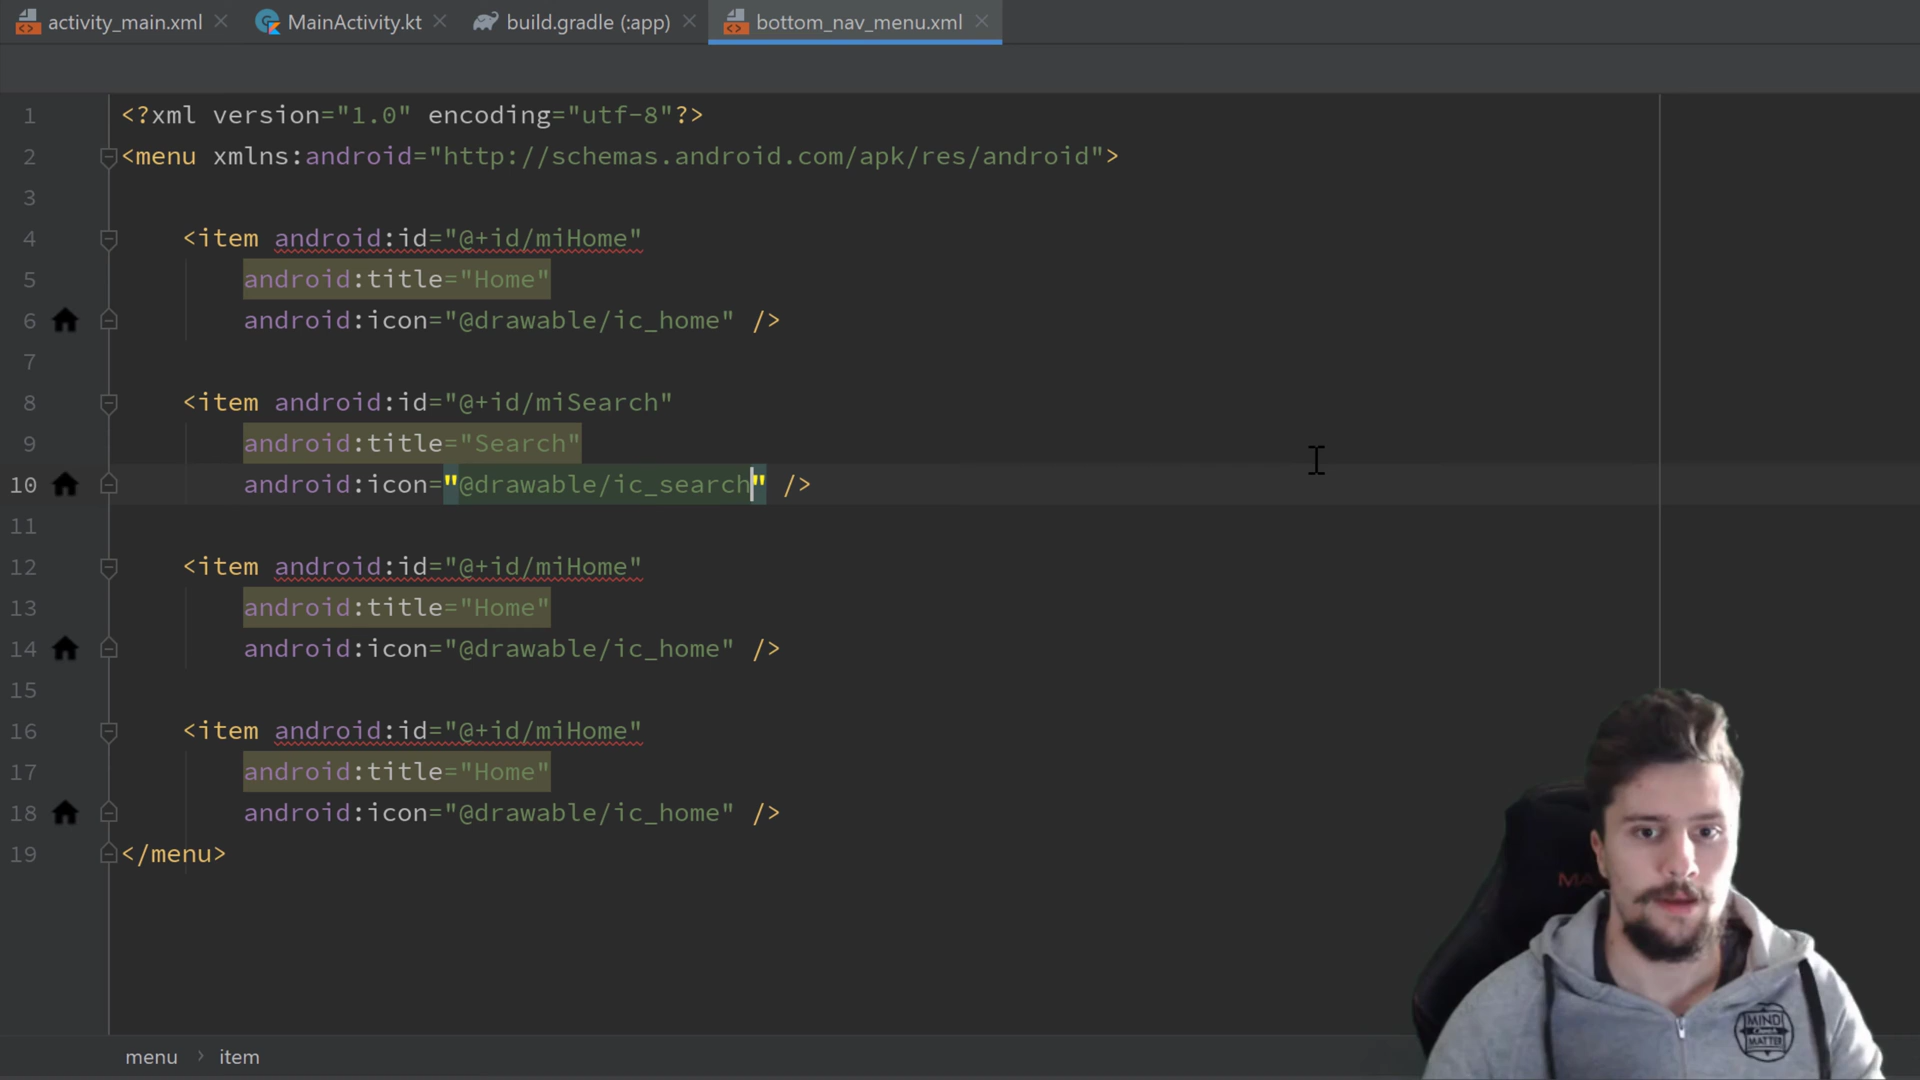 activity_main.xml MainActivity.kt build.gradle (:app) bottom_nav_menu.xml
1 <?xml version="1.0" encoding="utf-8"?>
2 <menu xmlns:android="http://schemas.android.com/apk/res/android">
3
4 <item android:id="@+id/miHome"
5 android:title="Home"
6 android:icon="@drawable/ic_home" />
7
8 <item android:id="@+id/miSearch"
9 android:title="Search"
10 android:icon="@drawable/ic_search" />
11
12 <item android:id="@+id/miHome"
13 android:title="Home"
14 android:icon="@drawable/ic_home" />
15
16 <item android:id="@+id/miHome"
17 android:title="Home"
18 android:icon="@drawable/ic_home" />
19 </menu>
MIND
MATTER
menu › item